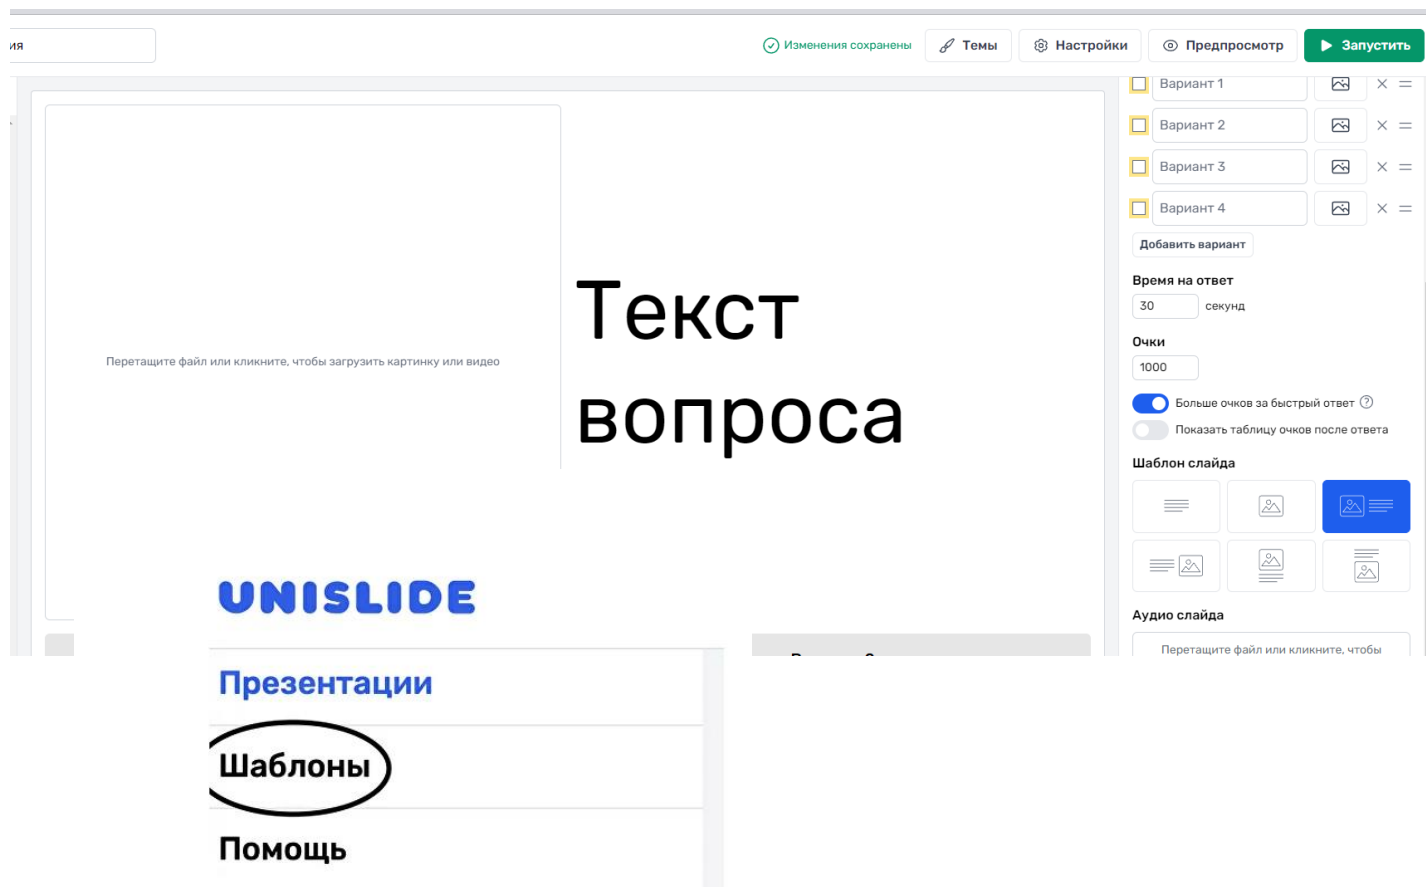 ия
Изменения сохранены
Темы
Настройки
Предпросмотр
Запустить
Вариант 1
Вариант 2
Вариант 3
Вариант 4
Добавить вариант
Время на ответ
30 секунд
Очки
1000
Больше очков за быстрый ответ
Показать таблицу очков после ответа
Шаблон слайда
Аудио слайда
Перетащите файл или кликните, чтобы
Перетащите файл или кликните, чтобы загрузить картинку или видео
Текст
вопроса
UNISLIDE
Презентации
Шаблоны
Помощь